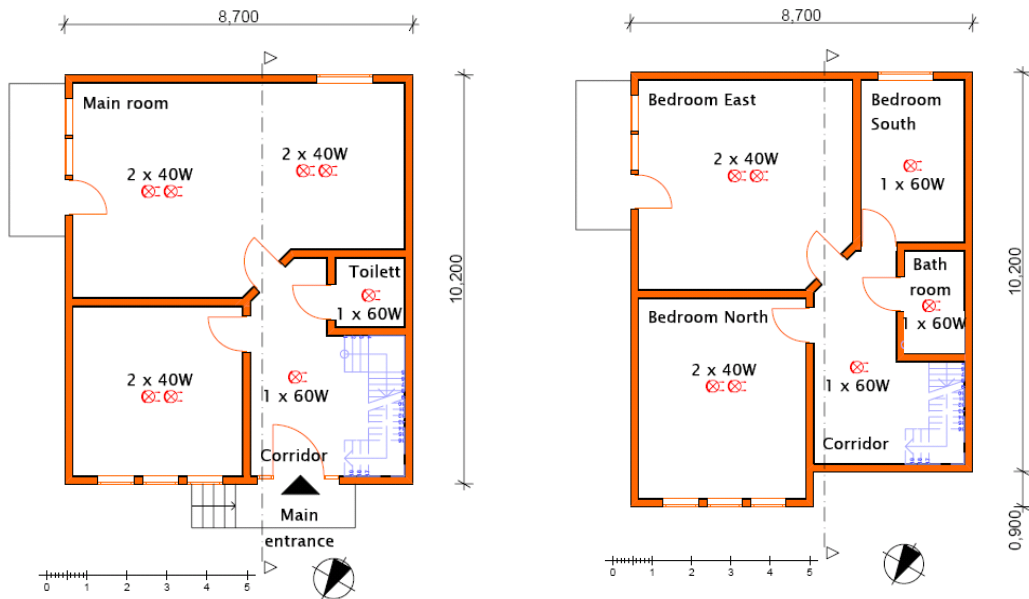 8,700
Main room
2 x 40W
2 x 40W
Toilett
1 x 60W
2 x 40W
1 x 60W
Corridor
Main
entrance
10,200
0 1 2 3 4 5
8,700
Bedroom East
Bedroom
South
2 x 40W
1 x 60W
Bath
room
1 x 60W
Bedroom North
2 x 40W
1 x 60W
Corridor
10,200
0,900
0 1 2 3 4 5